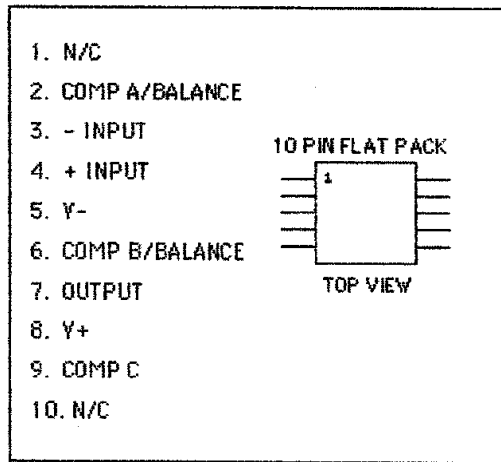 1. N/C
2. COMP A/BALANCE
3. - INPUT
4. + INPUT
5. V-
6. COMP B/BALANCE
7. OUTPUT
8. V+
9. COMP C
10. N/C
10 PIN FLAT PACK
1
TOP VIEW